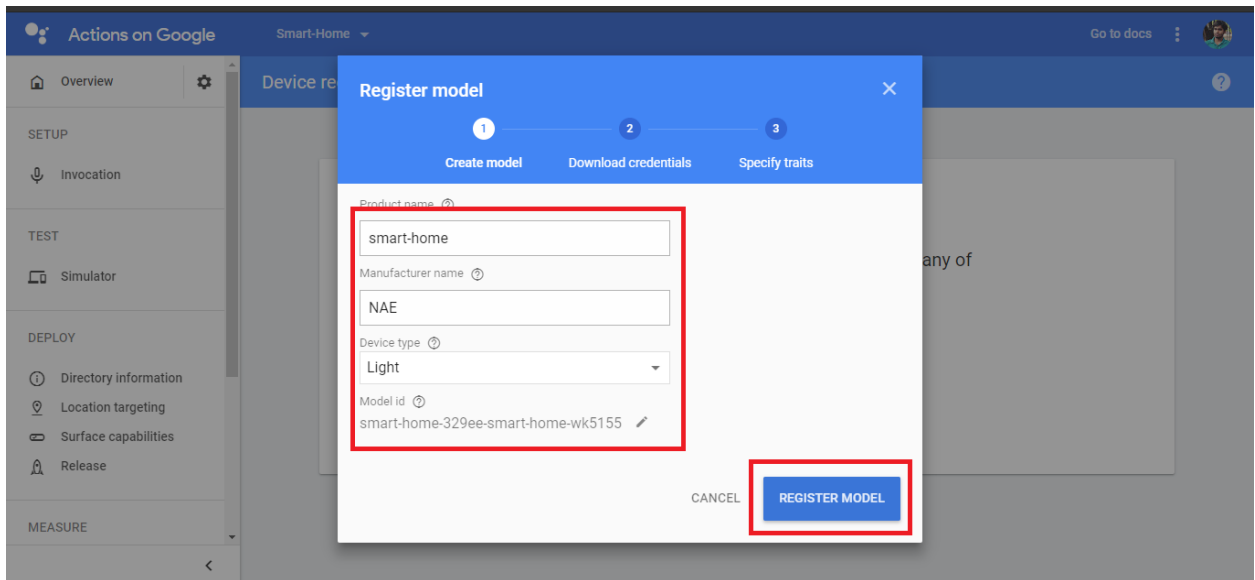 Actions on Google
Smart-Home
Go to docs
Overview
Device re
SETUP
Invocation
TEST
Simulator
DEPLOY
Directory information
Location targeting
Surface capabilities
Release
MEASURE
Register model
1
2
3
Create model
Download credentials
Specify traits
Product name
smart-home
Manufacturer name
NAE
Device type
Light
Model id
smart-home-329ee-smart-home-wk5155
any of
CANCEL
REGISTER MODEL